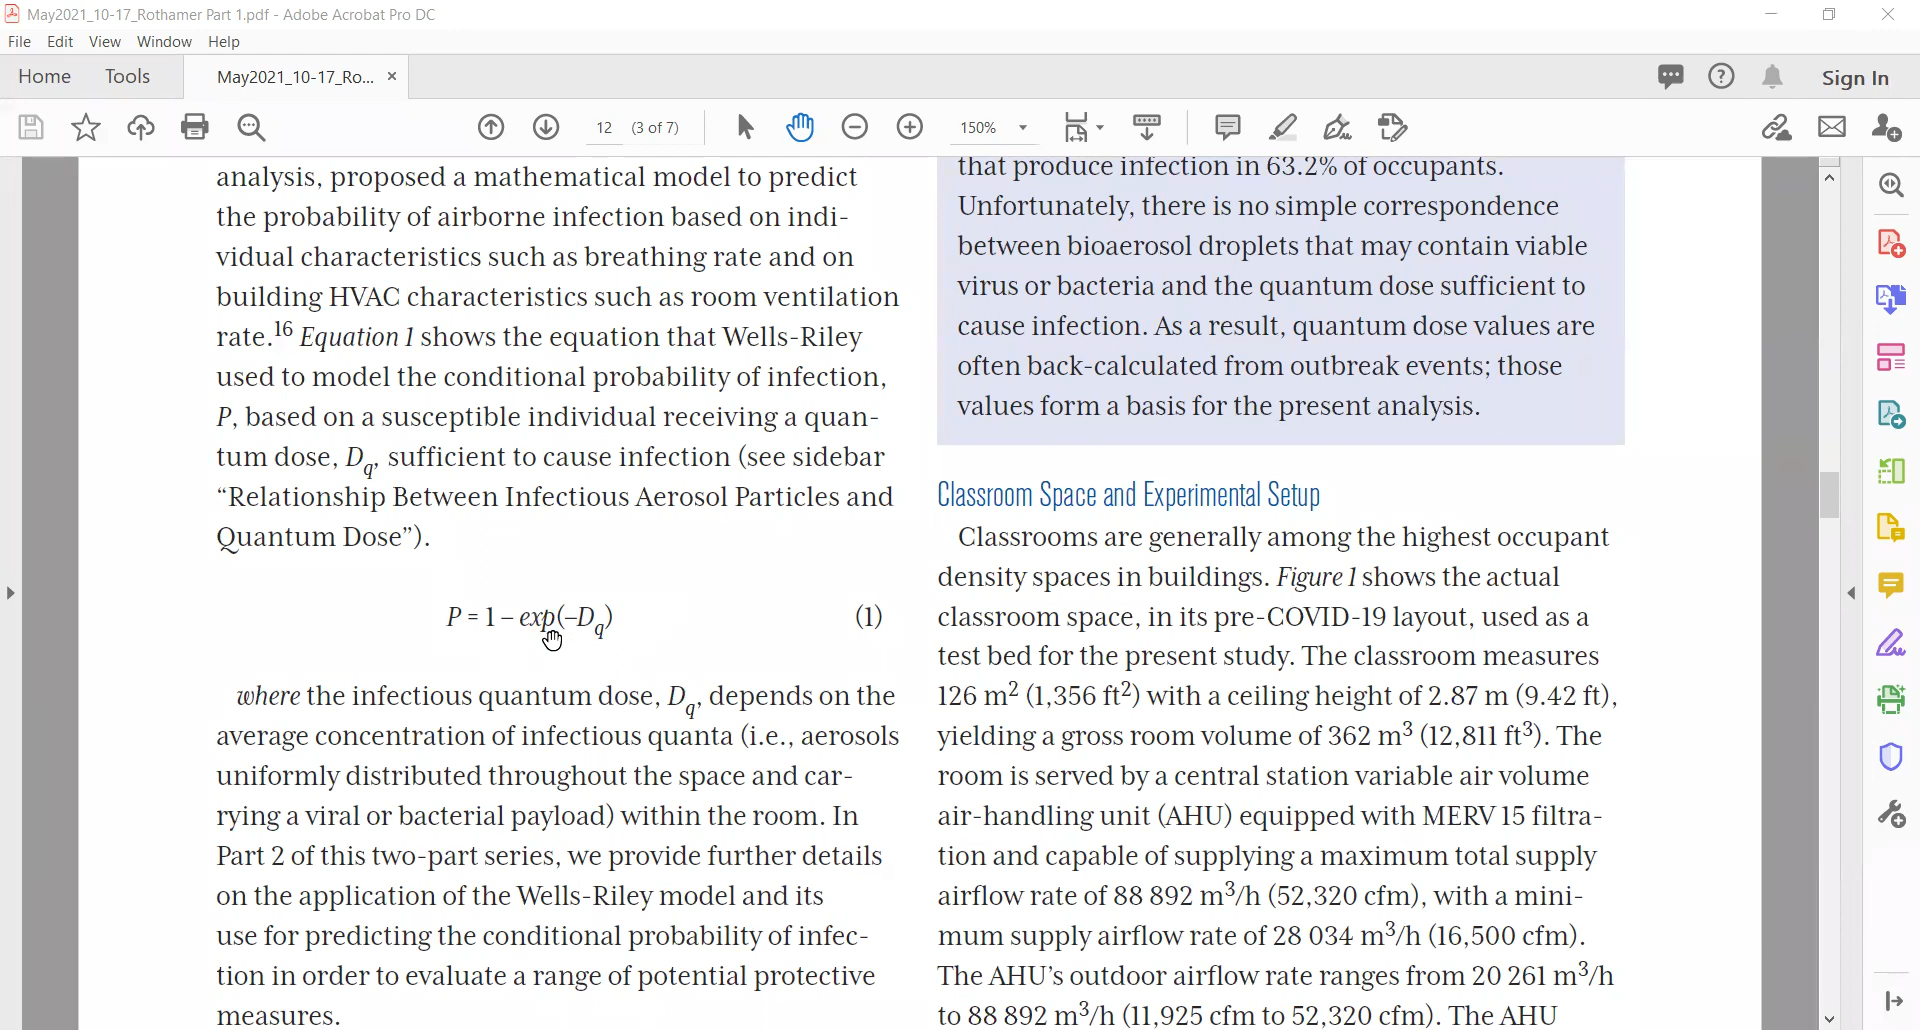 May2021_10-17_Rothamer Part 1.pdf - Adobe Acrobat Pro DC
File Edit View Window Help
Home Tools May2021_10-17_Ro... × Sign In
12 (3 of 7) 150%
analysis, proposed a mathematical model to predict
the probability of airborne infection based on indi-
vidual characteristics such as breathing rate and on
building HVAC characteristics such as room ventilation
rate.¹⁶ Equation 1 shows the equation that Wells-Riley
used to model the conditional probability of infection,
P, based on a susceptible individual receiving a quan-
tum dose, D_q, sufficient to cause infection (see sidebar
“Relationship Between Infectious Aerosol Particles and
Quantum Dose”).
P = 1 – exp(–D_q) (1)
where the infectious quantum dose, D_q, depends on the
average concentration of infectious quanta (i.e., aerosols
uniformly distributed throughout the space and car-
rying a viral or bacterial payload) within the room. In
Part 2 of this two-part series, we provide further details
on the application of the Wells-Riley model and its
use for predicting the conditional probability of infec-
tion in order to evaluate a range of potential protective
measures.
that produce infection in 63.2% of occupants.
Unfortunately, there is no simple correspondence
between bioaerosol droplets that may contain viable
virus or bacteria and the quantum dose sufficient to
cause infection. As a result, quantum dose values are
often back-calculated from outbreak events; those
values form a basis for the present analysis.
Classroom Space and Experimental Setup
Classrooms are generally among the highest occupant
density spaces in buildings. Figure 1 shows the actual
classroom space, in its pre-COVID-19 layout, used as a
test bed for the present study. The classroom measures
126 m² (1,356 ft²) with a ceiling height of 2.87 m (9.42 ft),
yielding a gross room volume of 362 m³ (12,811 ft³). The
room is served by a central station variable air volume
air-handling unit (AHU) equipped with MERV 15 filtra-
tion and capable of supplying a maximum total supply
airflow rate of 88 892 m³/h (52,320 cfm), with a mini-
mum supply airflow rate of 28 034 m³/h (16,500 cfm).
The AHU’s outdoor airflow rate ranges from 20 261 m³/h
to 88 892 m³/h (11,925 cfm to 52,320 cfm). The AHU